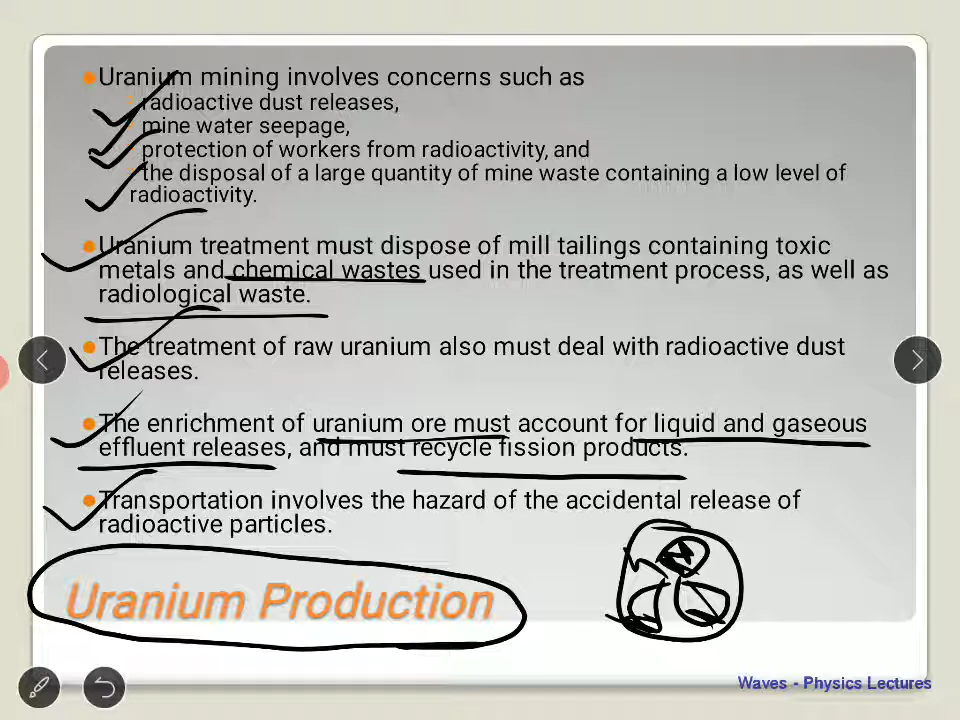 Uranium mining involves concerns such as
radioactive dust releases,
mine water seepage,
protection of workers from radioactivity, and
the disposal of a large quantity of mine waste containing a low level of
radioactivity.
Uranium treatment must dispose of mill tailings containing toxic
metals and chemical wastes used in the treatment process, as well as
radiological waste.
The treatment of raw uranium also must deal with radioactive dust
releases.
The enrichment of uranium ore must account for liquid and gaseous
effluent releases, and must recycle fission products.
Transportation involves the hazard of the accidental release of
radioactive particles.
Uranium Production
Waves - Physics Lectures